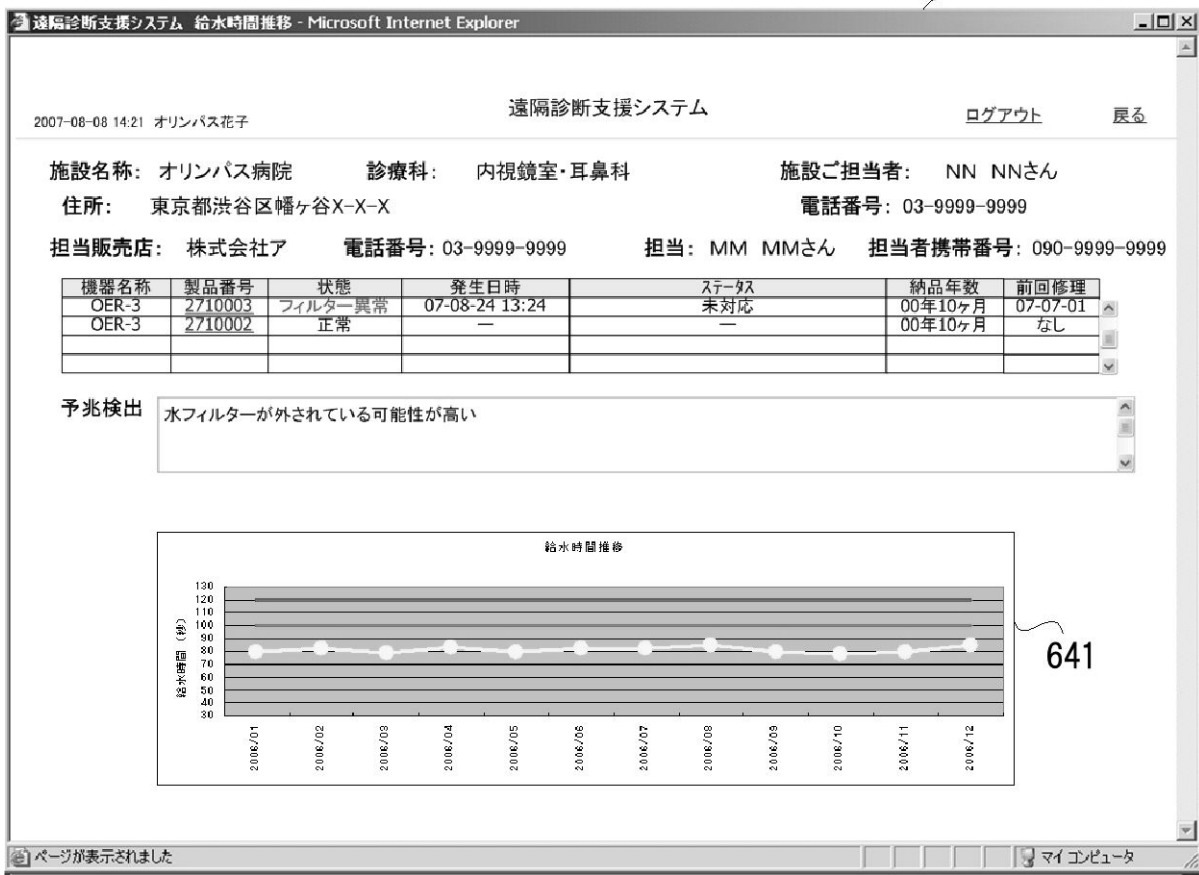 遠隔診断支援システム 給水時間推移 - Microsoft Internet Explorer
遠隔診断支援システム
2007-08-08 14:21 オリンパス花子 ログアウト 戻る
施設名称: オリンパス病院 診療科: 内視鏡室・耳鼻科 施設ご担当者: NN NNさん
住所: 東京都渋谷区幡ヶ谷X-X-X 電話番号: 03-9999-9999
担当販売店: 株式会社ア 電話番号: 03-9999-9999 担当: MM MMさん 担当者携帯番号: 090-9999-9999
機器名称 製品番号 状態 発生日時 ステータス 納品年数 前回修理
OER-3 2710003 フィルター異常 07-08-24 13:24 未対応 00年10ヶ月 07-07-01
OER-3 2710002 正常 — — 00年10ヶ月 なし
予兆検出 水フィルターが外されている可能性が高い
給水時間推移
給水時間 (秒)
130
120
110
100
90
80
70
60
50
40
30
2006/01 2006/02 2006/03 2006/04 2006/05 2006/06 2006/07 2006/08 2006/09 2006/10 2006/11 2006/12
641
ページが表示されました マイ コンピュータ